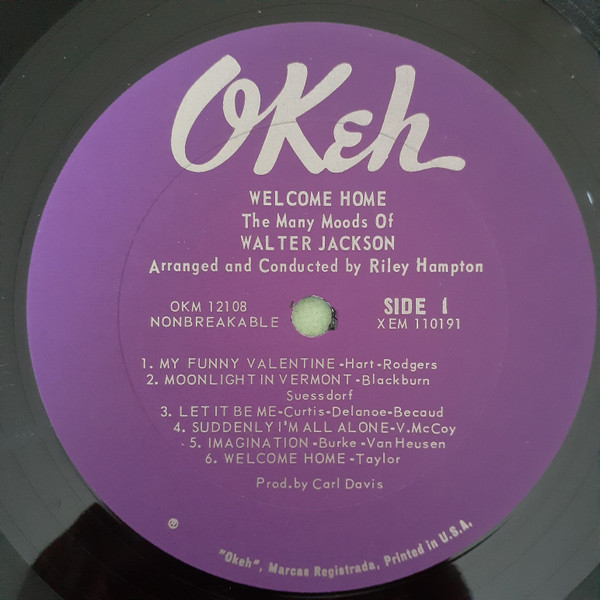 OKeh
WELCOME HOME
The Many Moods Of
WALTER JACKSON
Arranged and Conducted by Riley Hampton
OKM 12108
NONBREAKABLE
SIDE 1
XEM 110191
1. MY FUNNY VALENTINE -Hart-Rodgers
2. MOONLIGHT IN VERMONT -Blackburn
Suessdorf
3. LET IT BE ME-Curtis-Delanoe-Becaud
4. SUDDENLY I'M ALL ALONE-V.McCoy
5. IMAGINATION -Burke -Van Heusen
6. WELCOME HOME -Taylor
Prod.by Carl Davis
℗
"Okeh", Marcas Registrada, Printed in U.S.A.